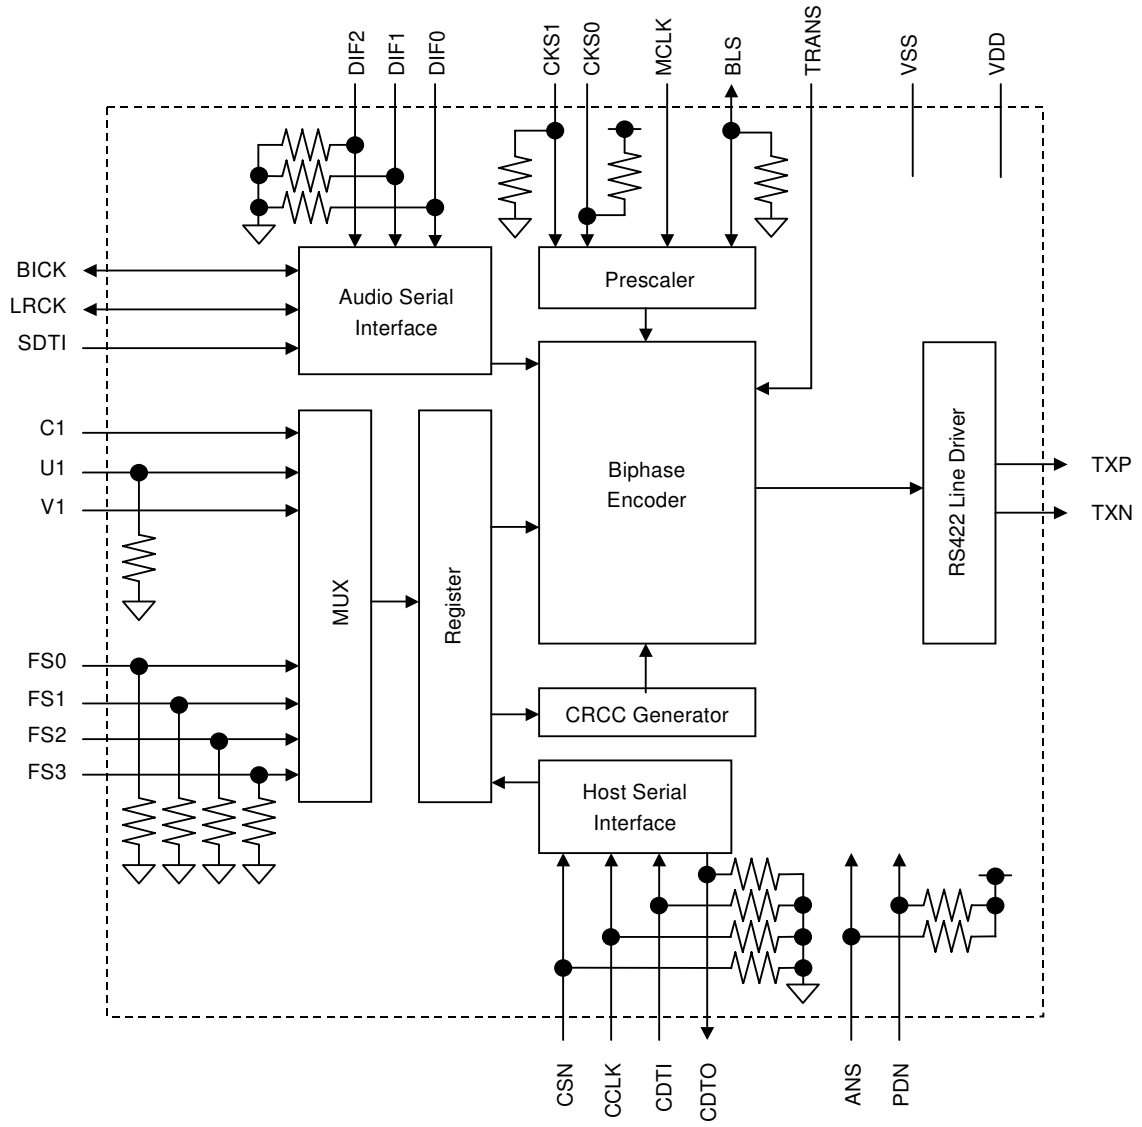 DIF2
DIF1
DIF0
CKS1
CKS0
MCLK
BLS
TRANS
VSS
VDD
BICK
LRCK
SDTI
Audio Serial
Interface
Prescaler
C1
U1
V1
FS0
FS1
FS2
FS3
MUX
Register
Biphase
Encoder
RS422 Line Driver
TXP
TXN
CRCC Generator
Host Serial
Interface
CSN
CCLK
CDTI
CDTO
ANS
PDN